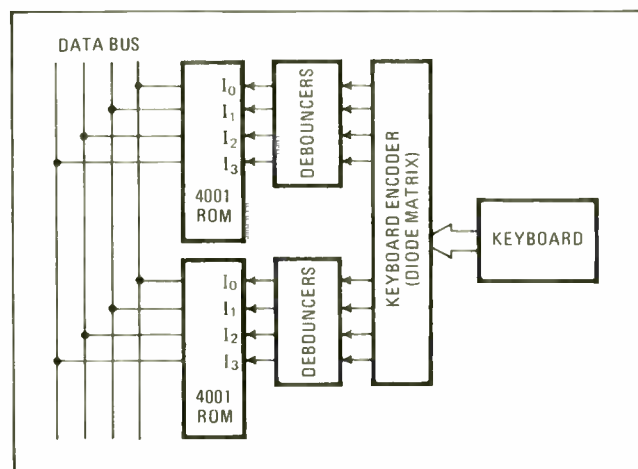 DATA BUS
I0
I1
I2
I3
4001
ROM
DEBOUNCERS
I0
I1
I2
I3
4001
ROM
DEBOUNCERS
KEYBOARD ENCODER
(DIODE MATRIX)
KEYBOARD